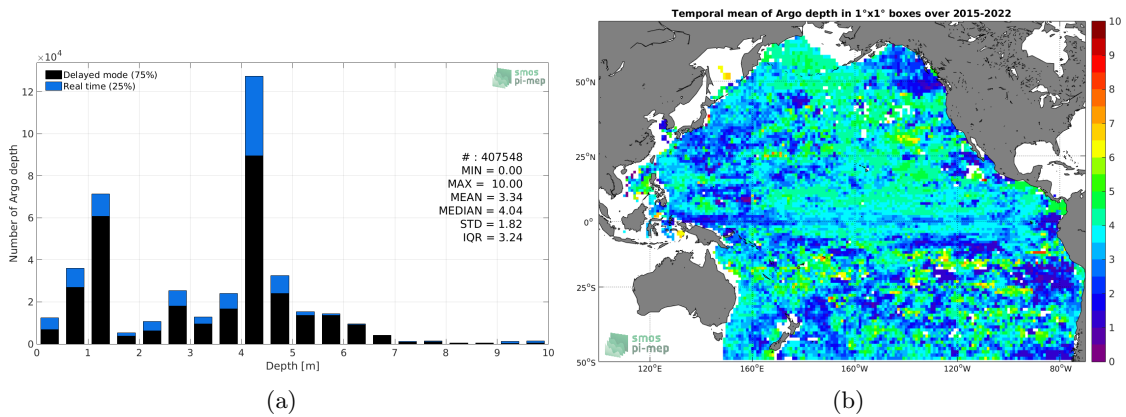 ×10⁴
Delayed mode (75%)
Real time (25%)
smos
pi-mep
# : 407548
MIN = 0.00
MAX = 10.00
MEAN = 3.34
MEDIAN = 4.04
STD = 1.82
IQR = 3.24
Number of Argo depth
12
10
8
6
4
2
0
0 1 2 3 4 5 6 7 8 9 10
Depth [m]
(a)
Temporal mean of Argo depth in 1°x1° boxes over 2015-2022
50°N
25°N
0°
25°S
50°S
120°E 160°E 160°W 120°W 80°W
smos
pi-mep
10
9
8
7
6
5
4
3
2
1
0
(b)